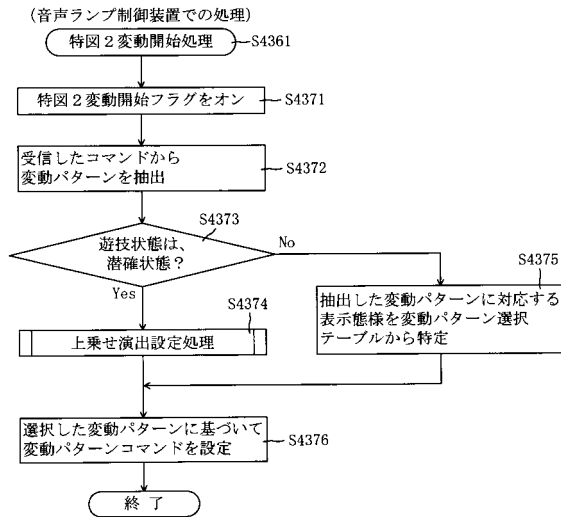 (音声ランプ制御装置での処理)
特図2変動開始処理
S4361
特図2変動開始フラグをオン
S4371
受信したコマンドから
変動パターンを抽出
S4372
S4373
遊技状態は、
潜確状態?
No
Yes
S4375
抽出した変動パターンに対応する
表示態様を変動パターン選択
テーブルから特定
S4374
上乗せ演出設定処理
選択した変動パターンに基づいて
変動パターンコマンドを設定
S4376
終了